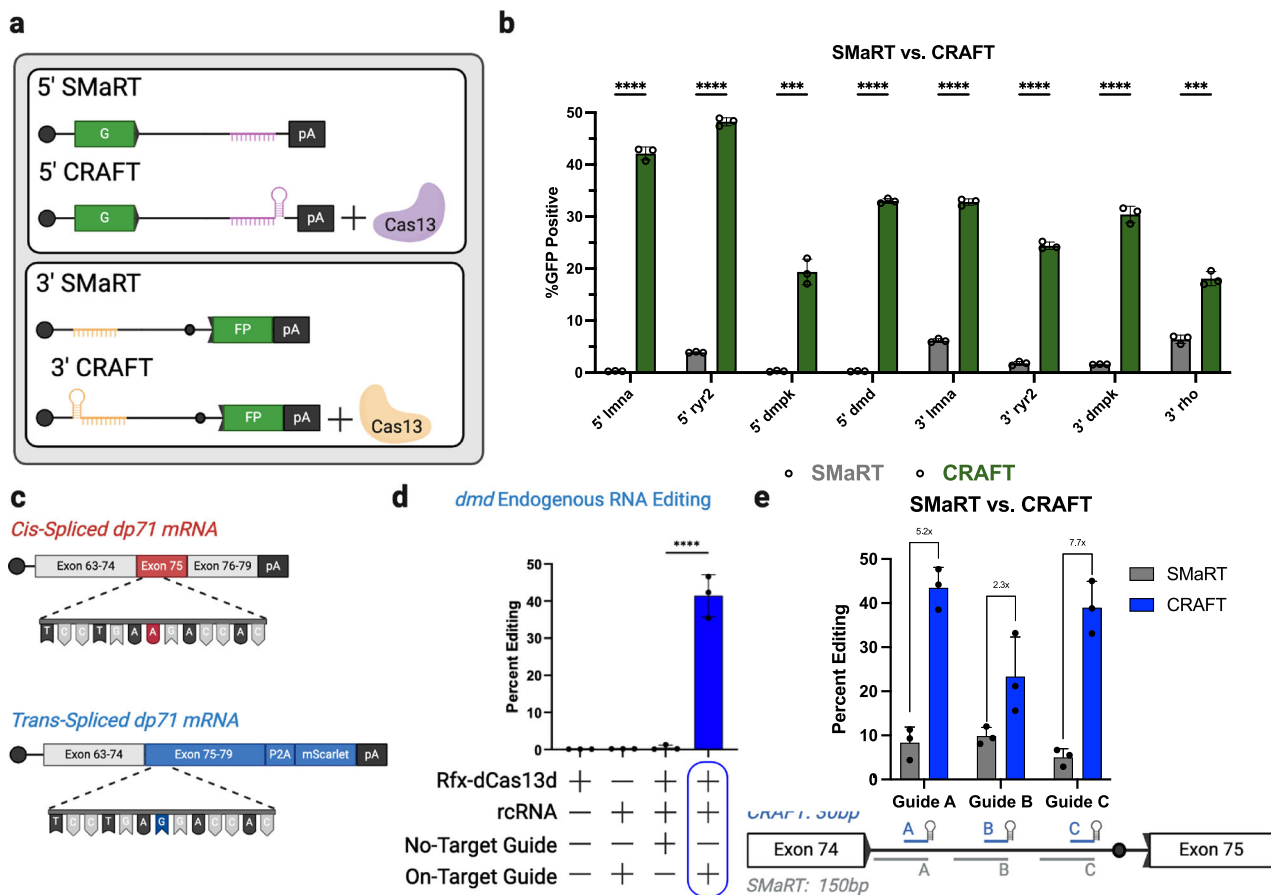 a
5' SMaRT
G
pA
5' CRAFT
G
pA
+
Cas13
3' SMaRT
FP
pA
3' CRAFT
FP
pA
+
Cas13
b
SMaRT vs. CRAFT
**** **** *** **** **** **** **** ***
%GFP Positive
50
40
30
20
10
0
5' lmna
5' ryr2
5' dmpk
5' dmd
3' lmna
3' ryr2
3' dmpk
3' rho
SMaRT
CRAFT
c
Cis-Spliced dp71 mRNA
Exon 63-74
Exon 75
Exon 76-79
pA
T C C T G A A G A C C A C
Trans-Spliced dp71 mRNA
Exon 63-74
Exon 75-79
P2A
mScarlet
pA
T C C T G A G G A C C A C
d
dmd Endogenous RNA Editing
****
Percent Editing
50
40
30
20
10
0
Rfx-dCas13d + — + +
rcRNA — + + +
No-Target Guide — — + —
On-Target Guide — + — +
e
SMaRT vs. CRAFT
5.2x
2.3x
7.7x
Percent Editing
50
40
30
20
10
0
SMaRT
CRAFT
Guide A
Guide B
Guide C
CRAFT: 30bp
A
B
C
Exon 74
Exon 75
A
B
C
SMaRT: 150bp